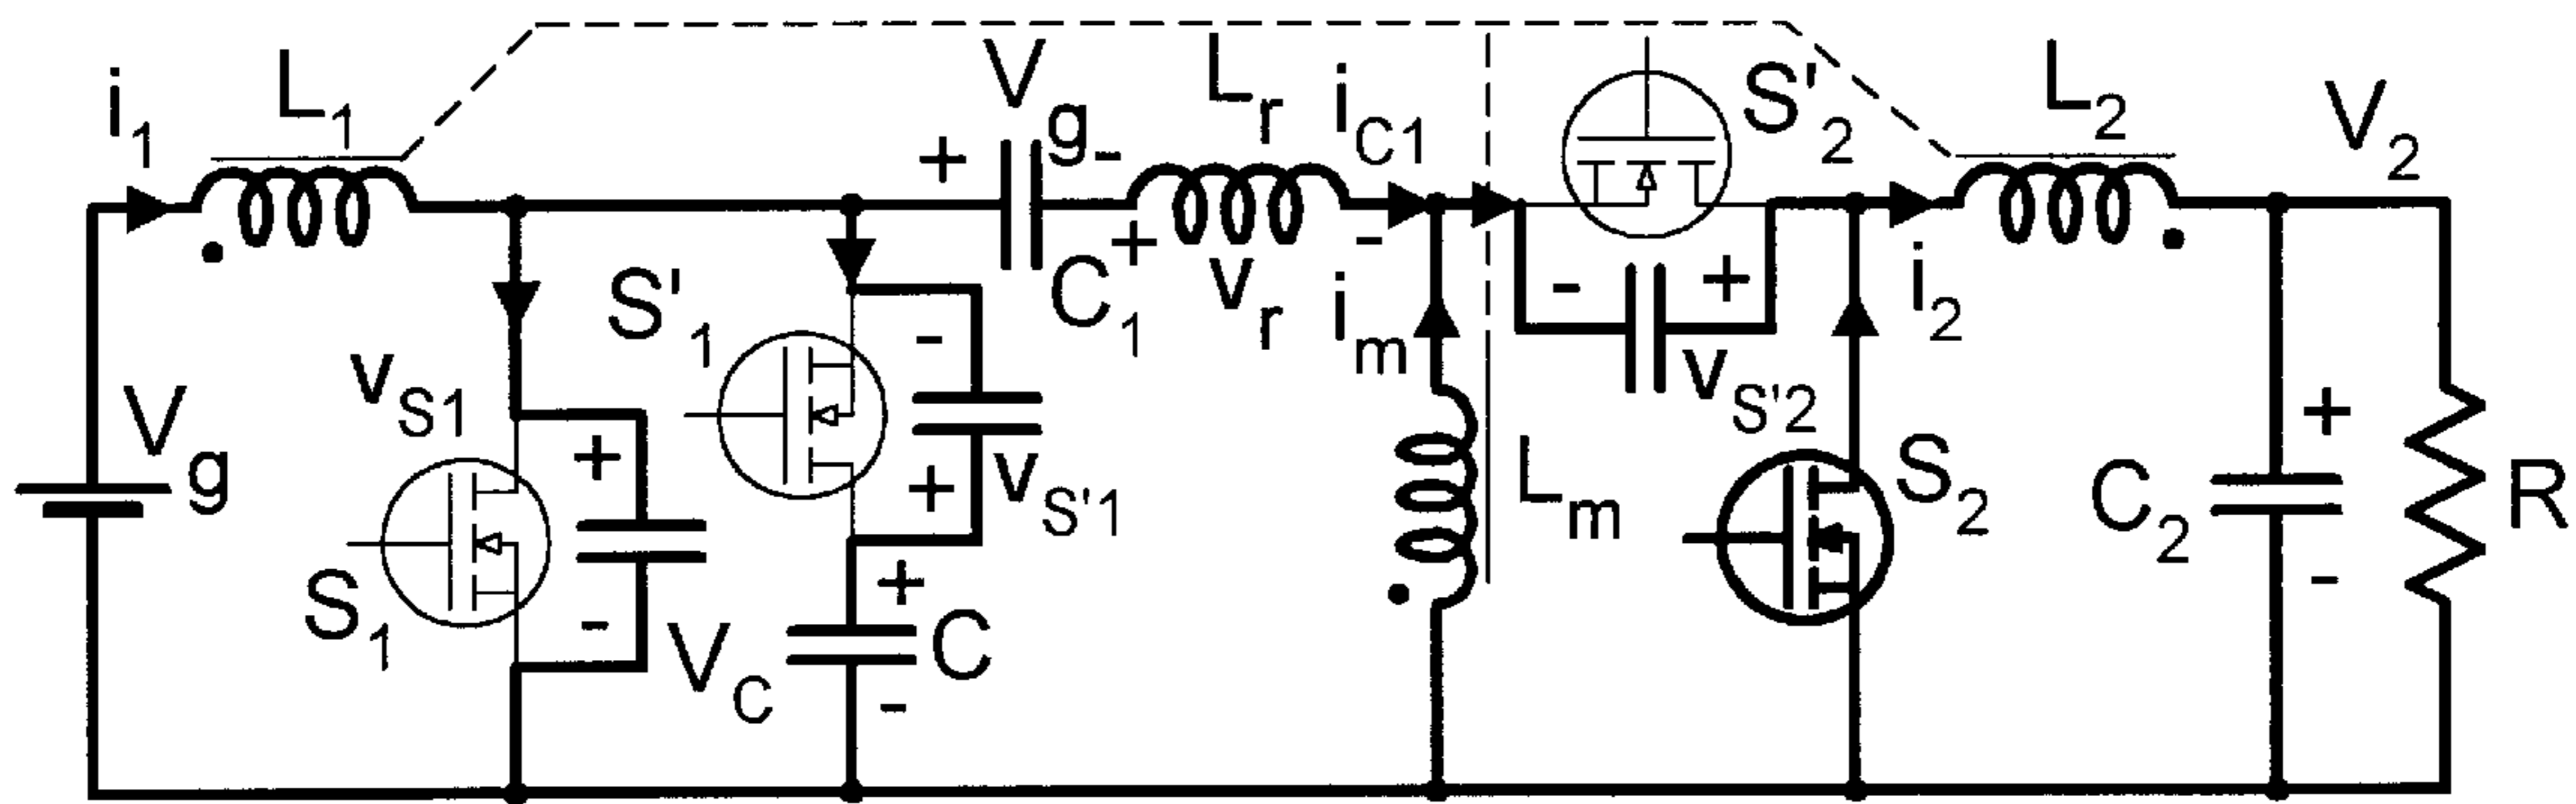 i1
L1
Vg
Lr
iC1
S'2
L2
V2
+
-
+
-
C1
vr
S'1
-
vS1
+
+
-
im
-
+
vS'2
i2
Vg
+
vS'1
Lm
S2
C2
+
-
R
S1
-
VC
+
C
-